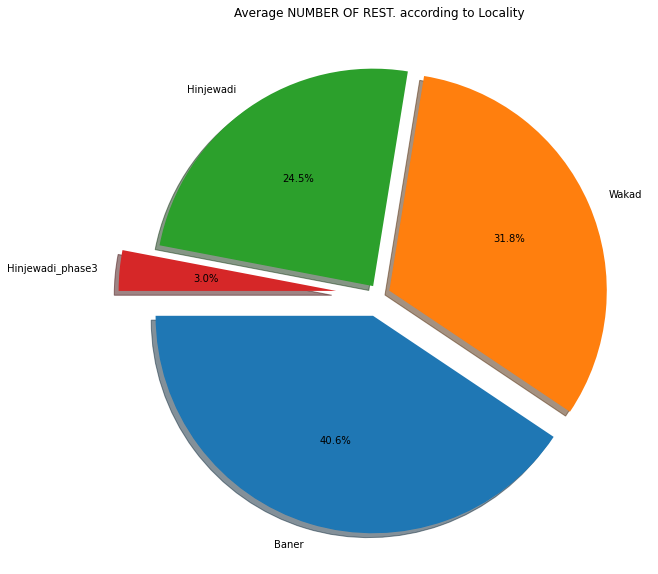 Average NUMBER OF REST. according to Locality
Hinjewadi
Wakad
24.5%
31.8%
Hinjewadi_phase3
3.0%
40.6%
Baner